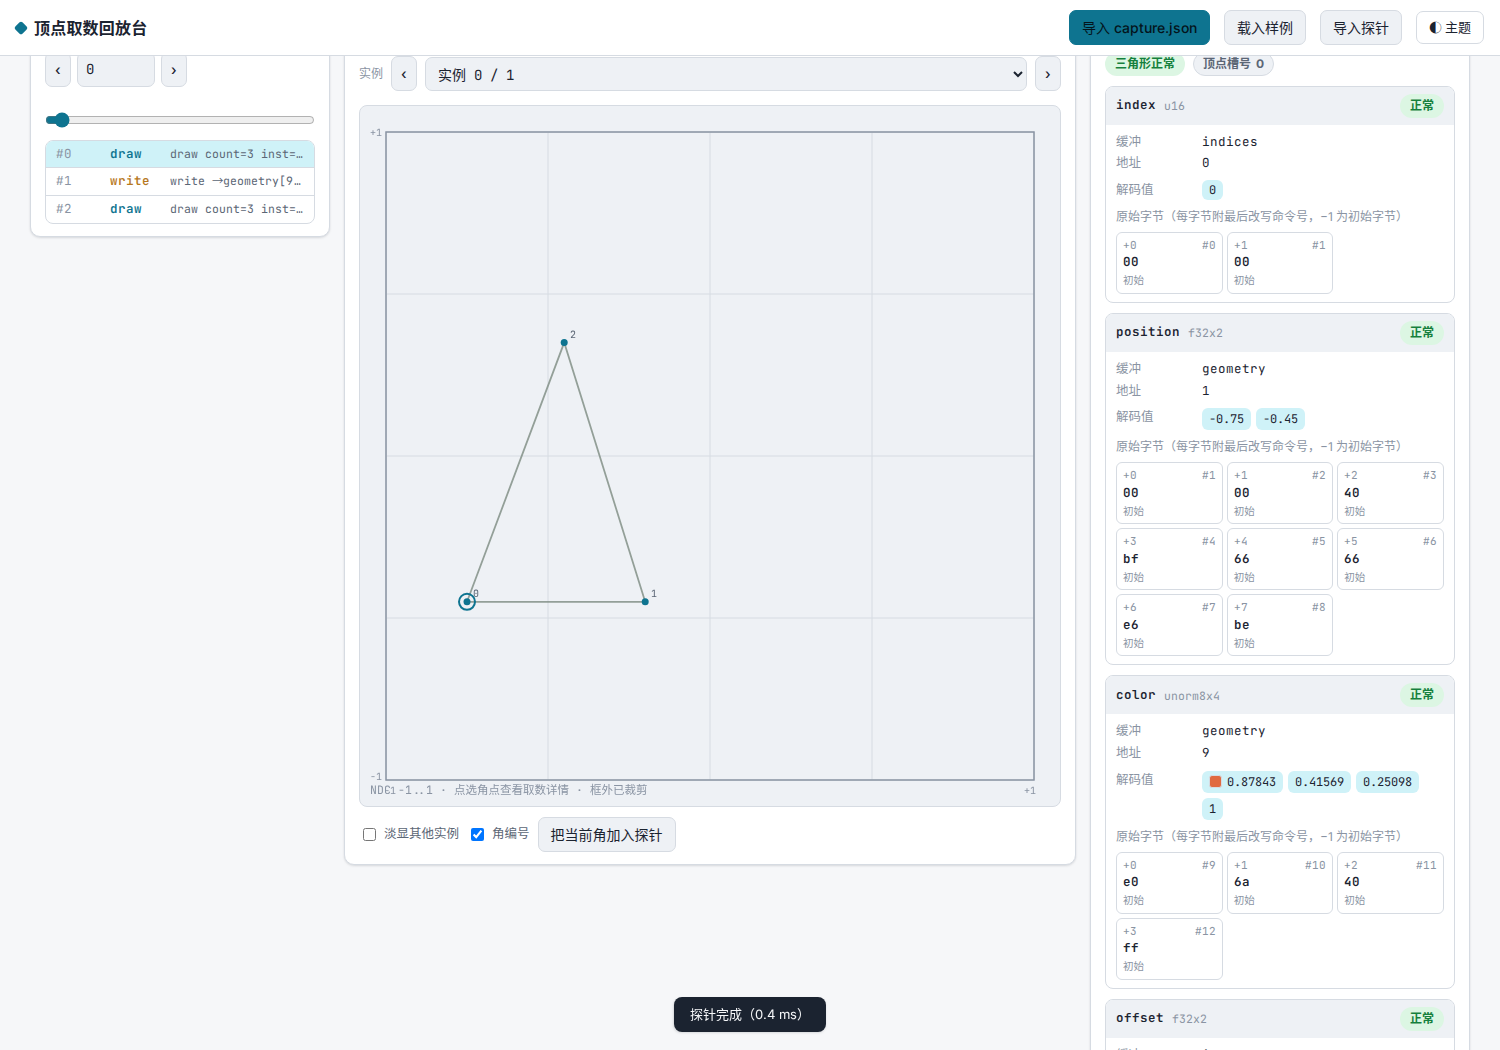 顶点取数回放台
导入 capture.json
载入样例
导入探针
主题
‹ 0 ›
#0 draw draw count=3 inst=…
#1 write write →geometry[9…
#2 draw draw count=3 inst=…
实例 ‹ 实例 0 / 1 ›
+1
2
0
1
-1
-1..1 · 点选角点查看取数详情 · 框外已裁剪
+1
淡显其他实例 角编号 把当前角加入探针
三角形正常 顶点槽号 0
index u16 正常
缓冲 indices
地址 0
解码值 0
原始字节（每字节附最后改写命令号，−1 为初始字节）
+0 #0 +1 #1
00 00
初始 初始
position f32x2 正常
缓冲 geometry
地址 1
解码值 -0.75 -0.45
原始字节（每字节附最后改写命令号，−1 为初始字节）
+0 #1 +1 #2 +2 #3
00 00 40
初始 初始 初始
+3 #4 +4 #5 +5 #6
bf 66 66
初始 初始 初始
+6 #7 +7 #8
e6 be
初始 初始
color unorm8x4 正常
缓冲 geometry
地址 9
解码值 0.87843 0.41569 0.25098
1
原始字节（每字节附最后改写命令号，−1 为初始字节）
+0 #9 +1 #10 +2 #11
e0 6a 40
初始 初始 初始
+3 #12
ff
初始
offset f32x2 正常
探针完成（0.4 ms）